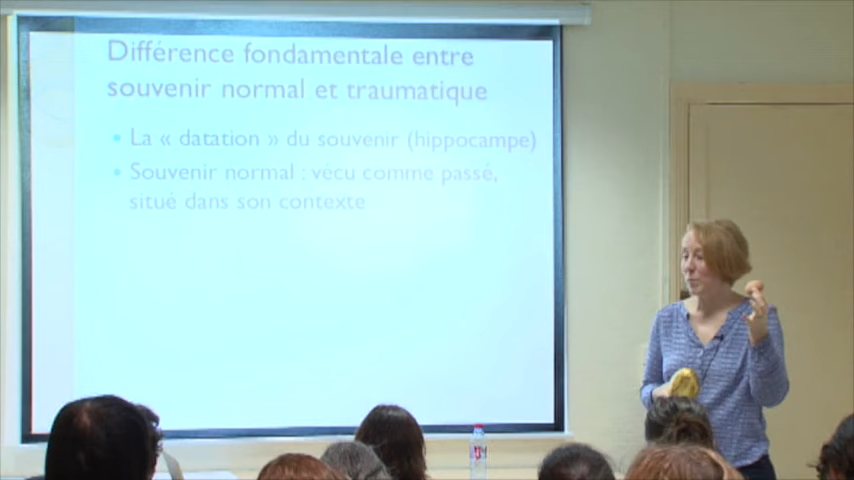 Différence fondamentale entre
souvenir normal et traumatique
La « datation » du souvenir (hippocampe)
Souvenir normal : vécu comme passé,
situé dans son contexte